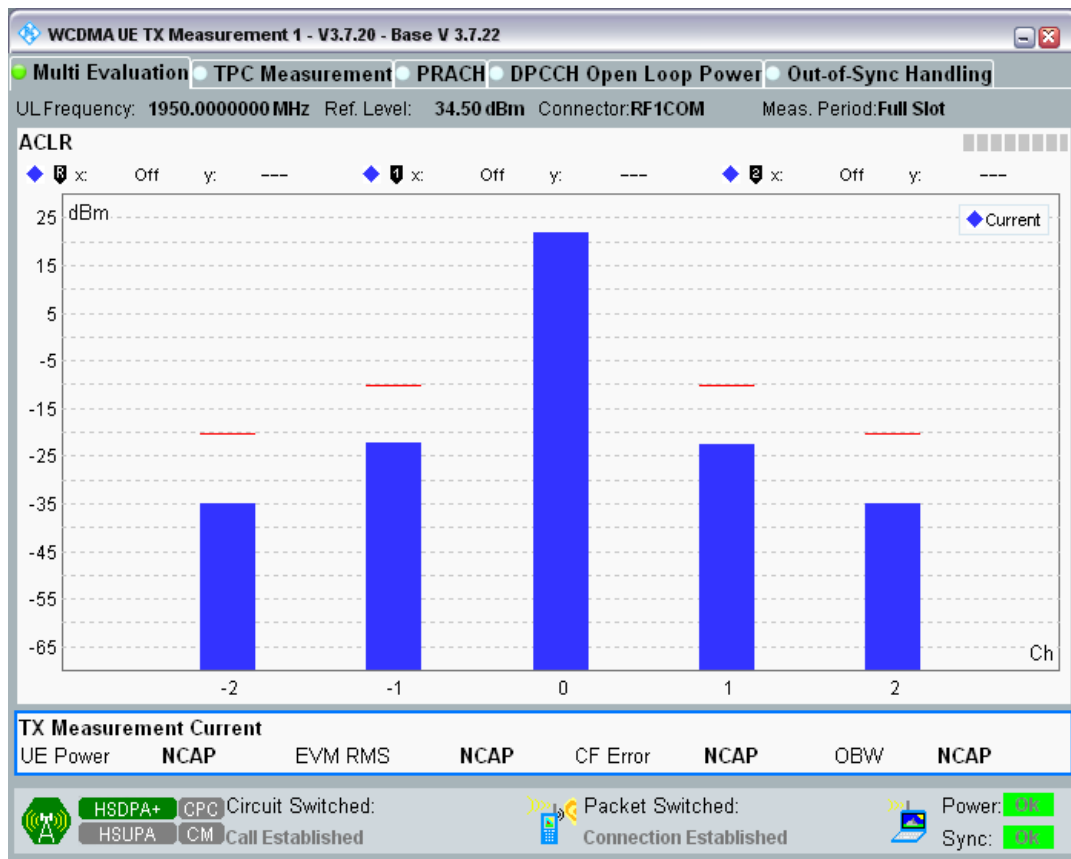 WCDMA UE TX Measurement 1 - V3.7.20 - Base V 3.7.22
Multi Evaluation TPC Measurement PRACH DPCCH Open Loop Power Out-of-Sync Handling
UL Frequency: 1950.0000000 MHz Ref. Level: 34.50 dBm Connector:RF1COM Meas. Period:Full Slot
ACLR
R x: Off y: --- 1 x: Off y: --- 2 x: Off y: ---
dBm
Current
25
15
5
-5
-15
-25
-35
-45
-55
-65
Ch
-2 -1 0 1 2
TX Measurement Current
UE Power NCAP EVM RMS NCAP CF Error NCAP OBW NCAP
HSDPA+ CPC Circuit Switched: Packet Switched: Power: Ok
HSUPA CM Call Established Connection Established Sync: Ok